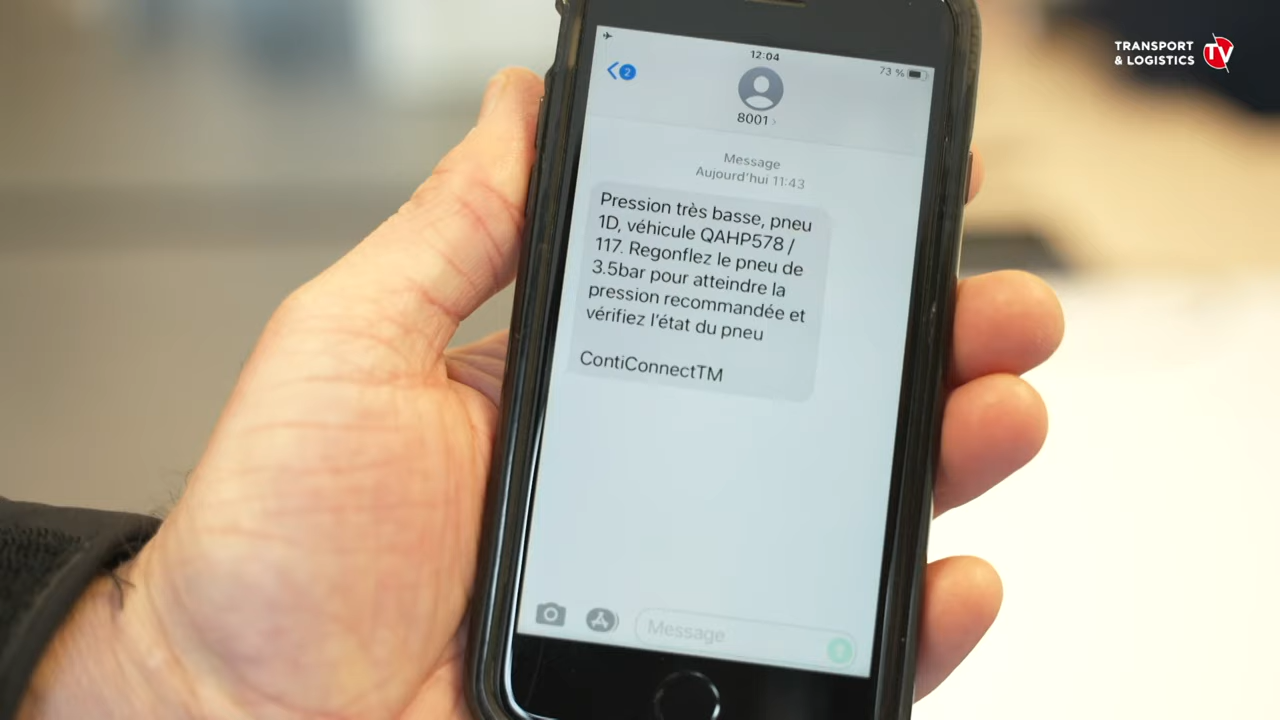 TRANSPORT
& LOGISTICS
TV
12:04
73 %
2
8001
Message
Aujourd'hui 11:43
Pression très basse, pneu
1D, véhicule QAHP578 /
117. Regonflez le pneu de
3.5bar pour atteindre la
pression recommandée et
vérifiez l'état du pneu
ContiConnectTM
Message